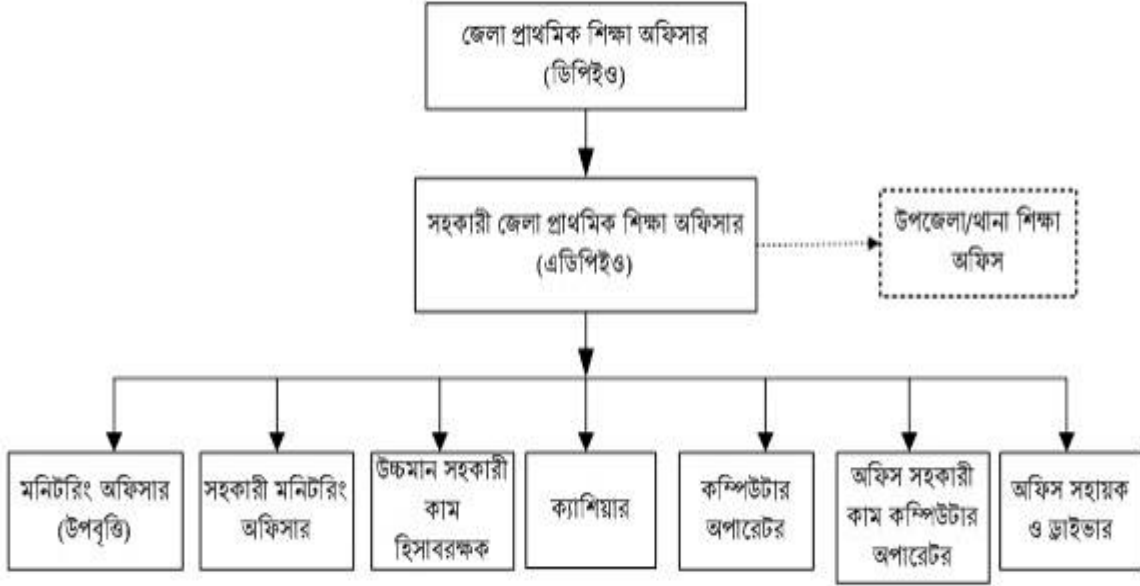 জেলা প্রাথমিক শিক্ষা অফিসার
(ডিপিইও)
সহকারী জেলা প্রাথমিক শিক্ষা অফিসার
(এডিপিইও)
উপজেলা/থানা শিক্ষা
অফিস
মনিটরিং অফিসার
(উপবৃত্তি)
সহকারী মনিটরিং
অফিসার
উচ্চমান সহকারী
কাম
হিসাবরক্ষক
ক্যাশিয়ার
কম্পিউটার
অপারেটর
অফিস সহকারী
কাম কম্পিউটার
অপারেটর
অফিস সহায়ক
ও ড্রাইভার